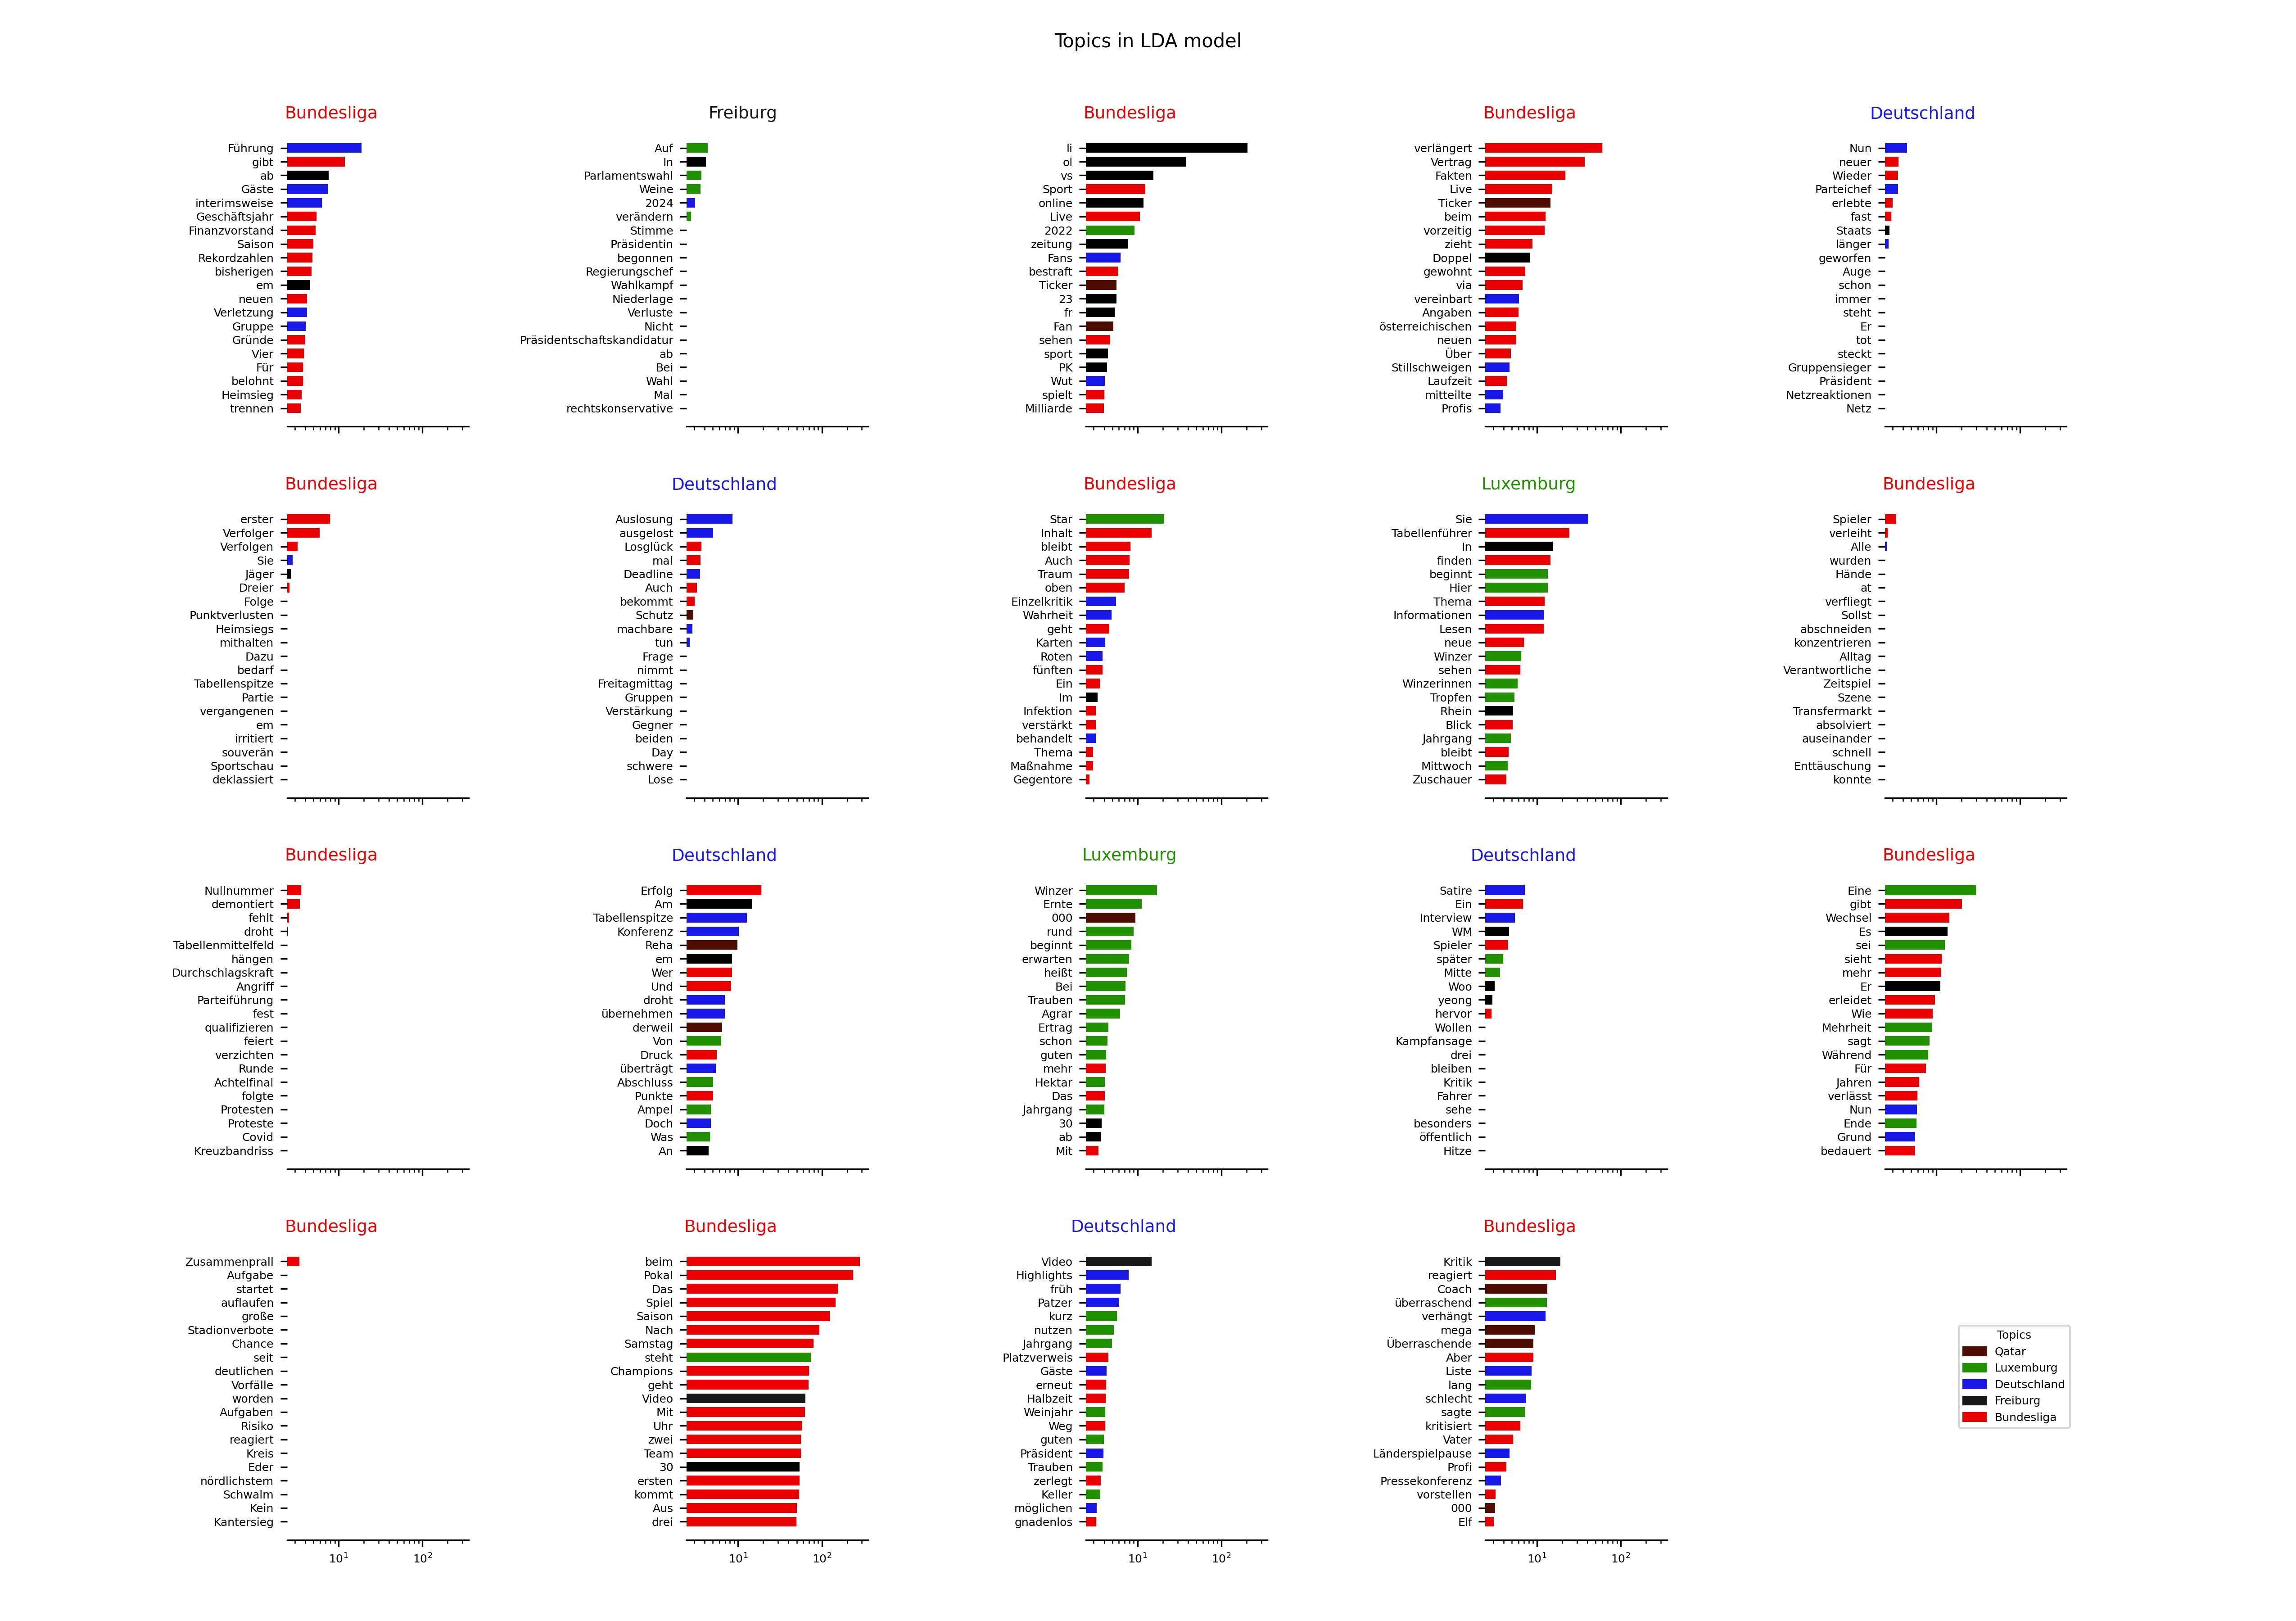 Topics in LDA model
Bundesliga
Führung
gibt
ab
Gäste
interimsweise
Geschäftsjahr
Finanzvorstand
Saison
Rekordzahlen
bisherigen
em
neuen
Verletzung
Gruppe
Gründe
Vier
Für
belohnt
Heimsieg
trennen
Freiburg
Auf
In
Parlamentswahl
Weine
2024
verändern
Stimme
Präsidentin
begonnen
Regierungschef
Wahlkampf
Niederlage
Verluste
Nicht
Präsidentschaftskandidatur
ab
Bei
Wahl
Mal
rechtskonservative
Bundesliga
li
ol
vs
Sport
online
Live
2022
zeitung
Fans
bestraft
Ticker
23
fr
Fan
sehen
sport
PK
Wut
spielt
Milliarde
Bundesliga
verlängert
Vertrag
Fakten
Live
Ticker
beim
vorzeitig
zieht
Doppel
gewohnt
via
vereinbart
Angaben
österreichischen
neuen
Über
Stillschweigen
Laufzeit
mitteilte
Profis
Deutschland
Nun
neuer
Wieder
Parteichef
erlebte
fast
Staats
länger
geworfen
Auge
schon
immer
steht
Er
tot
steckt
Gruppensieger
Präsident
Netzreaktionen
Netz
Bundesliga
erster
Verfolger
Verfolgen
Sie
Jäger
Dreier
Folge
Punktverlusten
Heimsiegs
mithalten
Dazu
bedarf
Tabellenspitze
Partie
vergangenen
em
irritiert
souverän
Sportschau
deklassiert
Deutschland
Auslosung
ausgelost
Losglück
mal
Deadline
Auch
bekommt
Schutz
machbare
tun
Frage
nimmt
Freitagmittag
Gruppen
Verstärkung
Gegner
beiden
Day
schwere
Lose
Bundesliga
Star
Inhalt
bleibt
Auch
Traum
oben
Einzelkritik
Wahrheit
geht
Karten
Roten
fünften
Ein
Im
Infektion
verstärkt
behandelt
Thema
Maßnahme
Gegentore
Luxemburg
Sie
Tabellenführer
In
finden
beginnt
Hier
Thema
Informationen
Lesen
neue
Winzer
sehen
Winzerinnen
Tropfen
Rhein
Blick
Jahrgang
bleibt
Mittwoch
Zuschauer
Bundesliga
Spieler
verleiht
Alle
wurden
Hände
at
verfliegt
Sollst
abschneiden
konzentrieren
Alltag
Verantwortliche
Zeitspiel
Szene
Transfermarkt
absolviert
auseinander
schnell
Enttäuschung
konnte
Bundesliga
Nullnummer
demontiert
fehlt
droht
Tabellenmittelfeld
hängen
Durchschlagskraft
Angriff
Parteiführung
fest
qualifizieren
feiert
verzichten
Runde
Achtelfinal
folgte
Protesten
Proteste
Covid
Kreuzbandriss
Deutschland
Erfolg
Am
Tabellenspitze
Konferenz
Reha
em
Wer
Und
droht
übernehmen
derweil
Von
Druck
überträgt
Abschluss
Punkte
Ampel
Doch
Was
An
Luxemburg
Winzer
Ernte
000
rund
beginnt
erwarten
heißt
Bei
Trauben
Agrar
Ertrag
schon
guten
mehr
Hektar
Das
Jahrgang
30
ab
Mit
Deutschland
Satire
Ein
Interview
WM
Spieler
später
Mitte
Woo
yeong
hervor
Wollen
Kampfansage
drei
bleiben
Kritik
Fahrer
sehe
besonders
öffentlich
Hitze
Bundesliga
Eine
gibt
Wechsel
Es
sei
sieht
mehr
Er
erleidet
Wie
Mehrheit
sagt
Während
Für
Jahren
verlässt
Nun
Ende
Grund
bedauert
Bundesliga
Zusammenprall
Aufgabe
startet
auflaufen
große
Stadionverbote
Chance
seit
deutlichen
Vorfälle
worden
Aufgaben
Risiko
reagiert
Kreis
Eder
nördlichstem
Schwalm
Kein
Kantersieg
10¹ 10²
Bundesliga
beim
Pokal
Das
Spiel
Saison
Nach
Samstag
steht
Champions
geht
Video
Mit
Uhr
zwei
Team
30
ersten
kommt
Aus
drei
10¹ 10²
Deutschland
Video
Highlights
früh
Patzer
kurz
nutzen
Jahrgang
Platzverweis
Gäste
erneut
Halbzeit
Weinjahr
Weg
guten
Präsident
Trauben
zerlegt
Keller
möglichen
gnadenlos
10¹ 10²
Bundesliga
Kritik
reagiert
Coach
überraschend
verhängt
mega
Überraschende
Aber
Liste
lang
schlecht
sagte
kritisiert
Vater
Länderspielpause
Profi
Pressekonferenz
vorstellen
000
Elf
10¹ 10²
Topics
Qatar
Luxemburg
Deutschland
Freiburg
Bundesliga